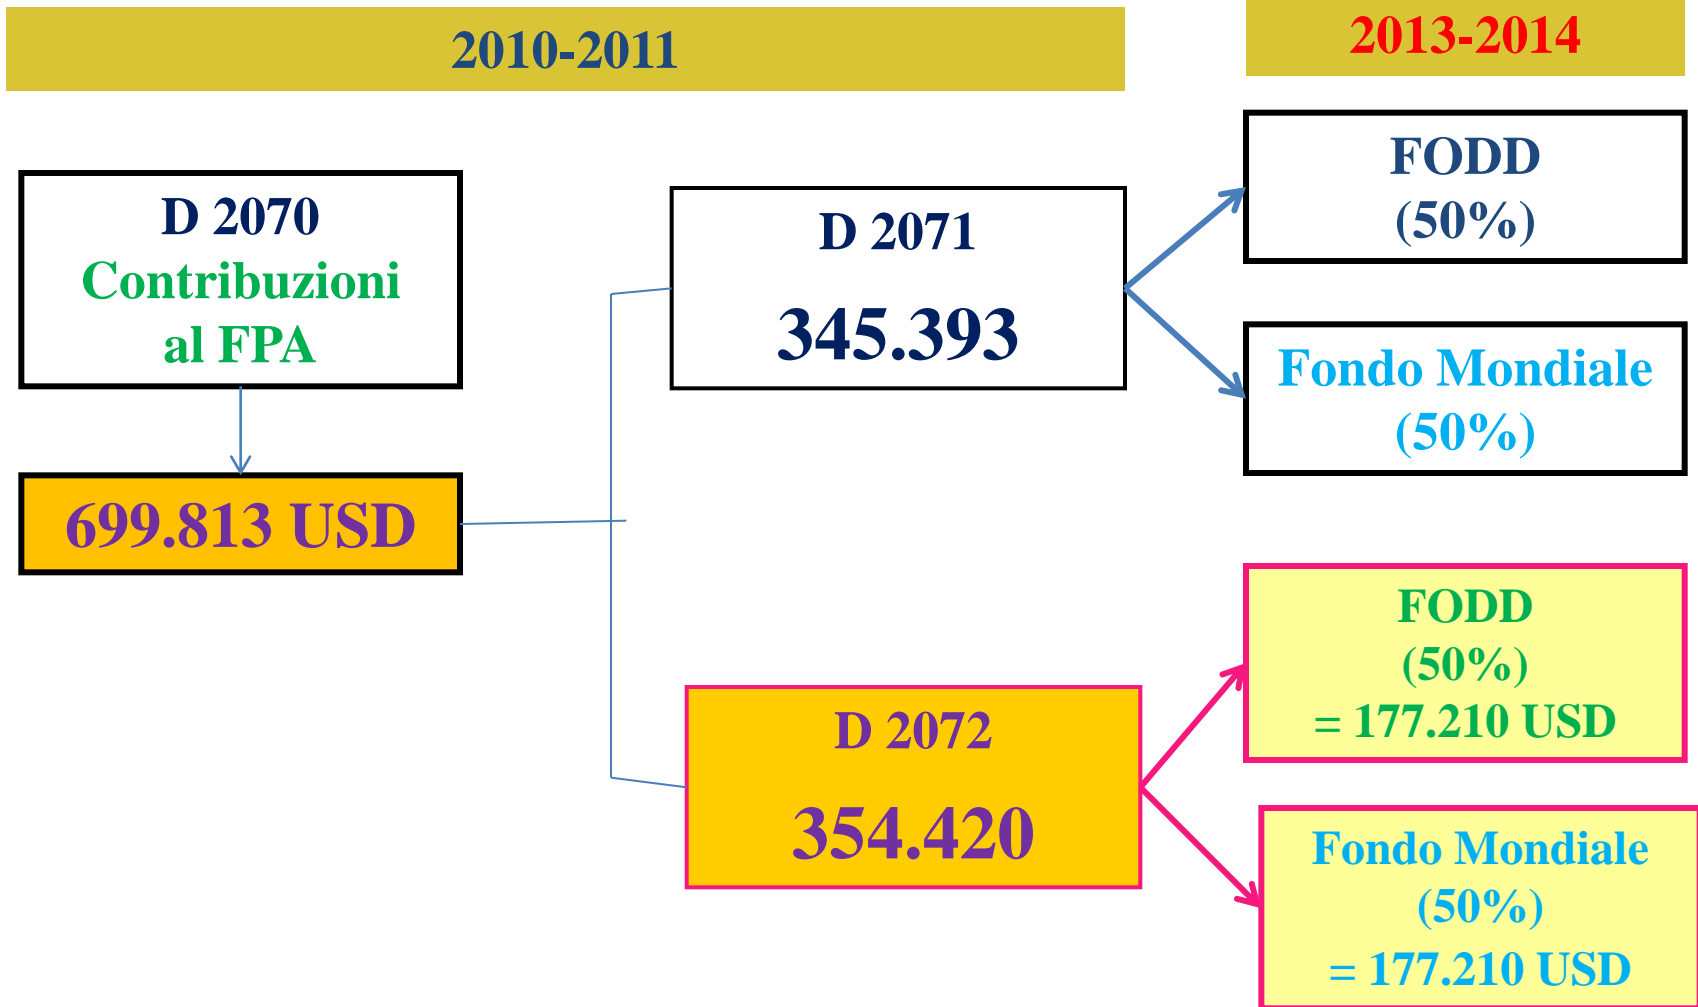 2010-2011
2013-2014
D 2070
Contribuzioni
al FPA
699.813 USD
D 2071
345.393
D 2072
354.420
FODD
(50%)
Fondo Mondiale
(50%)
FODD
(50%)
= 177.210 USD
Fondo Mondiale
(50%)
= 177.210 USD